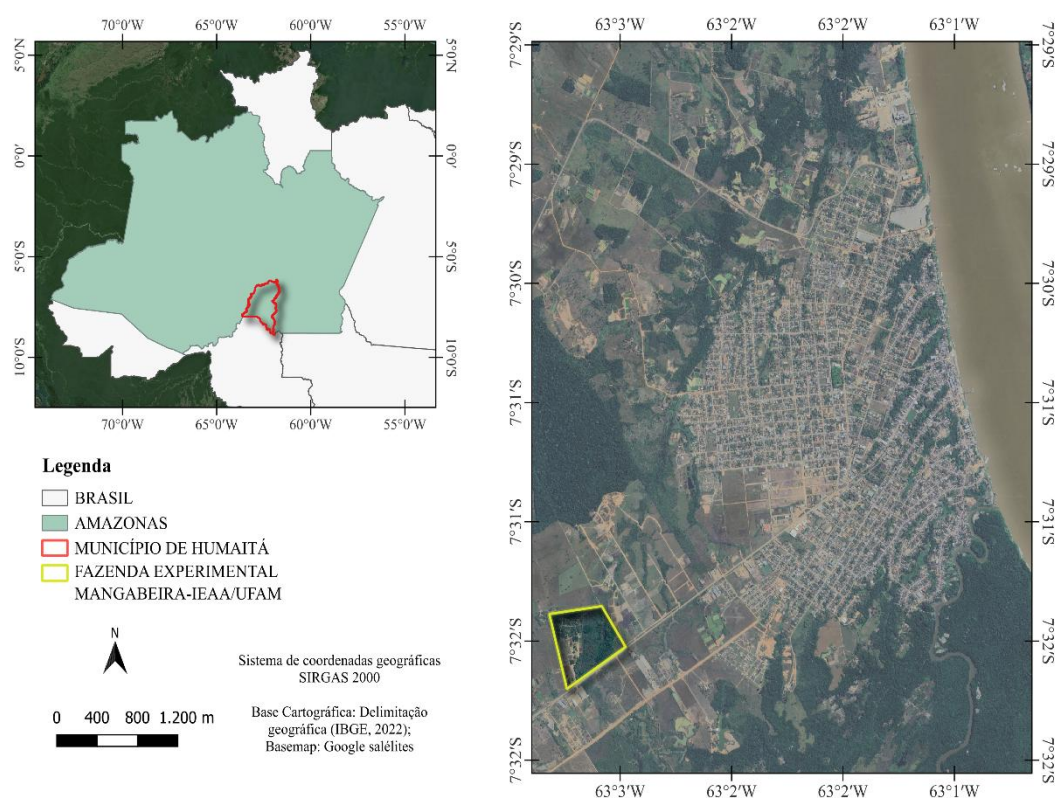 70°0'W 65°0'W 60°0'W 55°0'W
5°0'N 5°0'N
0°0' 0°0'
5°0'S 5°0'S
10°0'S 10°0'S
70°0'W 65°0'W 60°0'W 55°0'W
Legenda
BRASIL
AMAZONAS
MUNICÍPIO DE HUMAITÁ
FAZENDA EXPERIMENTAL
MANGABEIRA-IEAA/UFAM
N
0 400 800 1.200 m
Sistema de coordenadas geográficas
SIRGAS 2000
Base Cartográfica: Delimitação
geográfica (IBGE, 2022);
Basemap: Google salélites
63°3'W 63°2'W 63°2'W 63°1'W
7°29'S 7°29'S
7°29'S 7°29'S
7°30'S 7°30'S
7°31'S 7°31'S
7°31'S 7°31'S
7°32'S 7°32'S
7°32'S 7°32'S
63°3'W 63°2'W 63°2'W 63°1'W